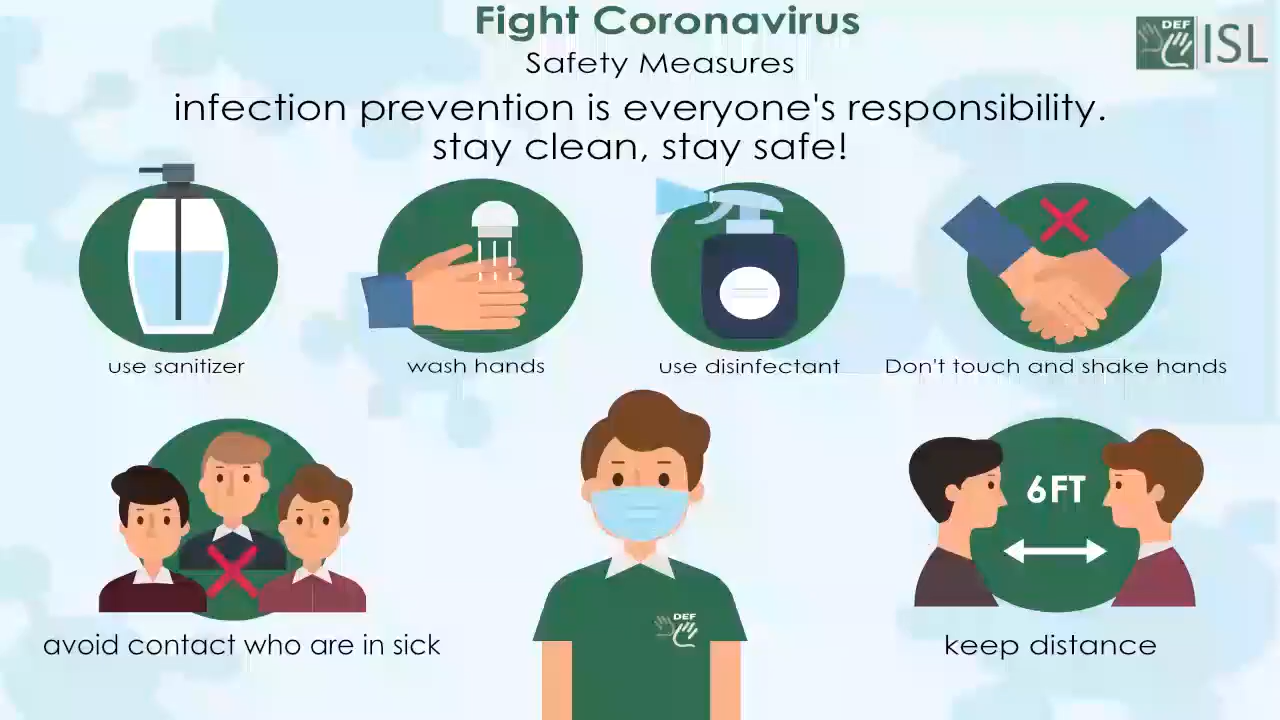 Fight Coronavirus
DEF
ISL
Safety Measures
infection prevention is everyone's responsibility.
stay clean, stay safe!
use sanitizer
wash hands
use disinfectant
Don't touch and shake hands
6FT
DEF
avoid contact who are in sick
keep distance